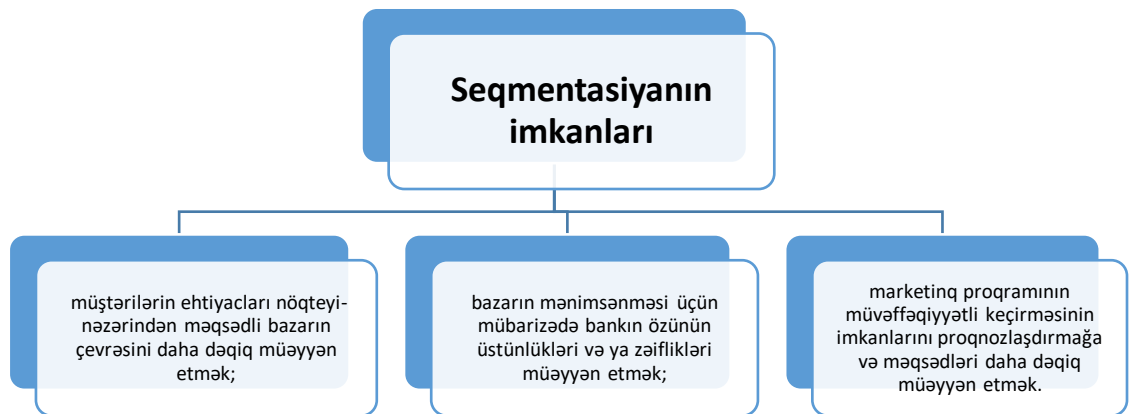 Seqmentasiyanın
imkanları
müştərilərin ehtiyacları nöqteyi-
nəzərindən məqsədli bazarın
çevrəsini daha dəqiq müəyyən
etmək;
bazarın mənimsənməsi üçün
mübarizədə bankın özünün
üstünlükləri və ya zəiflikləri
müəyyən etmək;
marketinq proqramının
müvəffəqiyyətli keçirməsinin
imkanlarını proqnozlaşdırmağa
və məqsədləri daha dəqiq
müəyyən etmək.